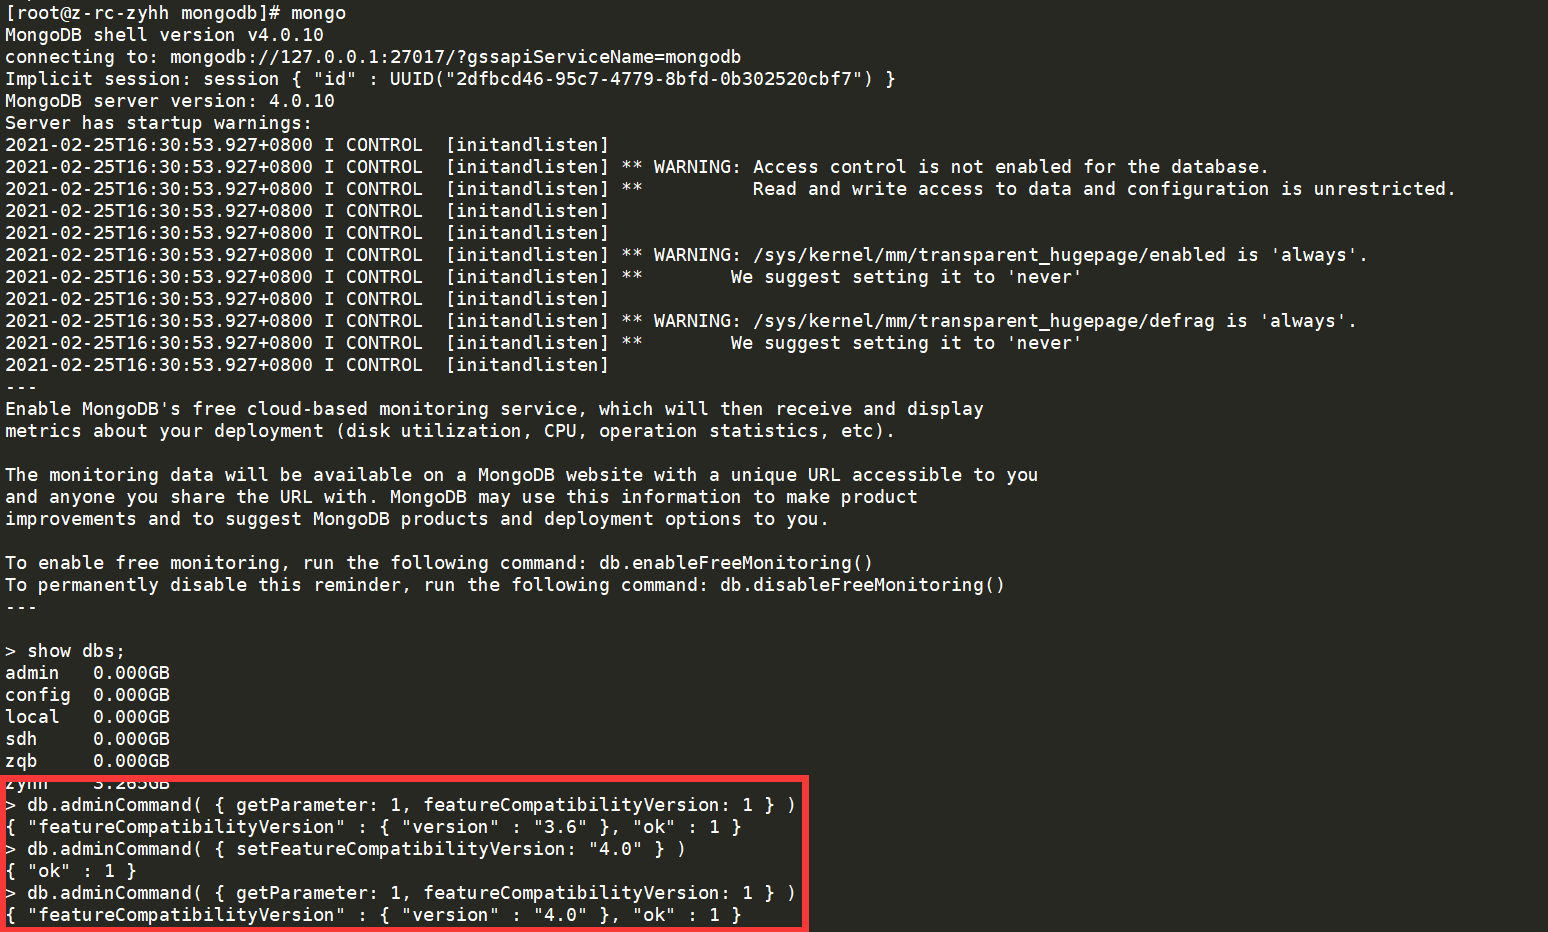 [root@z-rc-zyhh mongodb]# mongo
MongoDB shell version v4.0.10
connecting to: mongodb://127.0.0.1:27017/?gssapiServiceName=mongodb
Implicit session: session { "id" : UUID("2dfbcd46-95c7-4779-8bfd-0b302520cbf7") }
MongoDB server version: 4.0.10
Server has startup warnings:
2021-02-25T16:30:53.927+0800 I CONTROL  [initandlisten]
2021-02-25T16:30:53.927+0800 I CONTROL  [initandlisten] ** WARNING: Access control is not enabled for the database.
2021-02-25T16:30:53.927+0800 I CONTROL  [initandlisten] **          Read and write access to data and configuration is unrestricted.
2021-02-25T16:30:53.927+0800 I CONTROL  [initandlisten]
2021-02-25T16:30:53.927+0800 I CONTROL  [initandlisten]
2021-02-25T16:30:53.927+0800 I CONTROL  [initandlisten] ** WARNING: /sys/kernel/mm/transparent_hugepage/enabled is 'always'.
2021-02-25T16:30:53.927+0800 I CONTROL  [initandlisten] **        We suggest setting it to 'never'
2021-02-25T16:30:53.927+0800 I CONTROL  [initandlisten]
2021-02-25T16:30:53.927+0800 I CONTROL  [initandlisten] ** WARNING: /sys/kernel/mm/transparent_hugepage/defrag is 'always'.
2021-02-25T16:30:53.927+0800 I CONTROL  [initandlisten] **        We suggest setting it to 'never'
2021-02-25T16:30:53.927+0800 I CONTROL  [initandlisten]
---
Enable MongoDB's free cloud-based monitoring service, which will then receive and display
metrics about your deployment (disk utilization, CPU, operation statistics, etc).
The monitoring data will be available on a MongoDB website with a unique URL accessible to you
and anyone you share the URL with. MongoDB may use this information to make product
improvements and to suggest MongoDB products and deployment options to you.
To enable free monitoring, run the following command: db.enableFreeMonitoring()
To permanently disable this reminder, run the following command: db.disableFreeMonitoring()
---
> show dbs;
admin   0.000GB
config  0.000GB
local   0.000GB
sdh     0.000GB
zqb     0.000GB
zyhh    3.265GB
> db.adminCommand( { getParameter: 1, featureCompatibilityVersion: 1 } )
{ "featureCompatibilityVersion" : { "version" : "3.6" }, "ok" : 1 }
> db.adminCommand( { setFeatureCompatibilityVersion: "4.0" } )
{ "ok" : 1 }
> db.adminCommand( { getParameter: 1, featureCompatibilityVersion: 1 } )
{ "featureCompatibilityVersion" : { "version" : "4.0" }, "ok" : 1 }